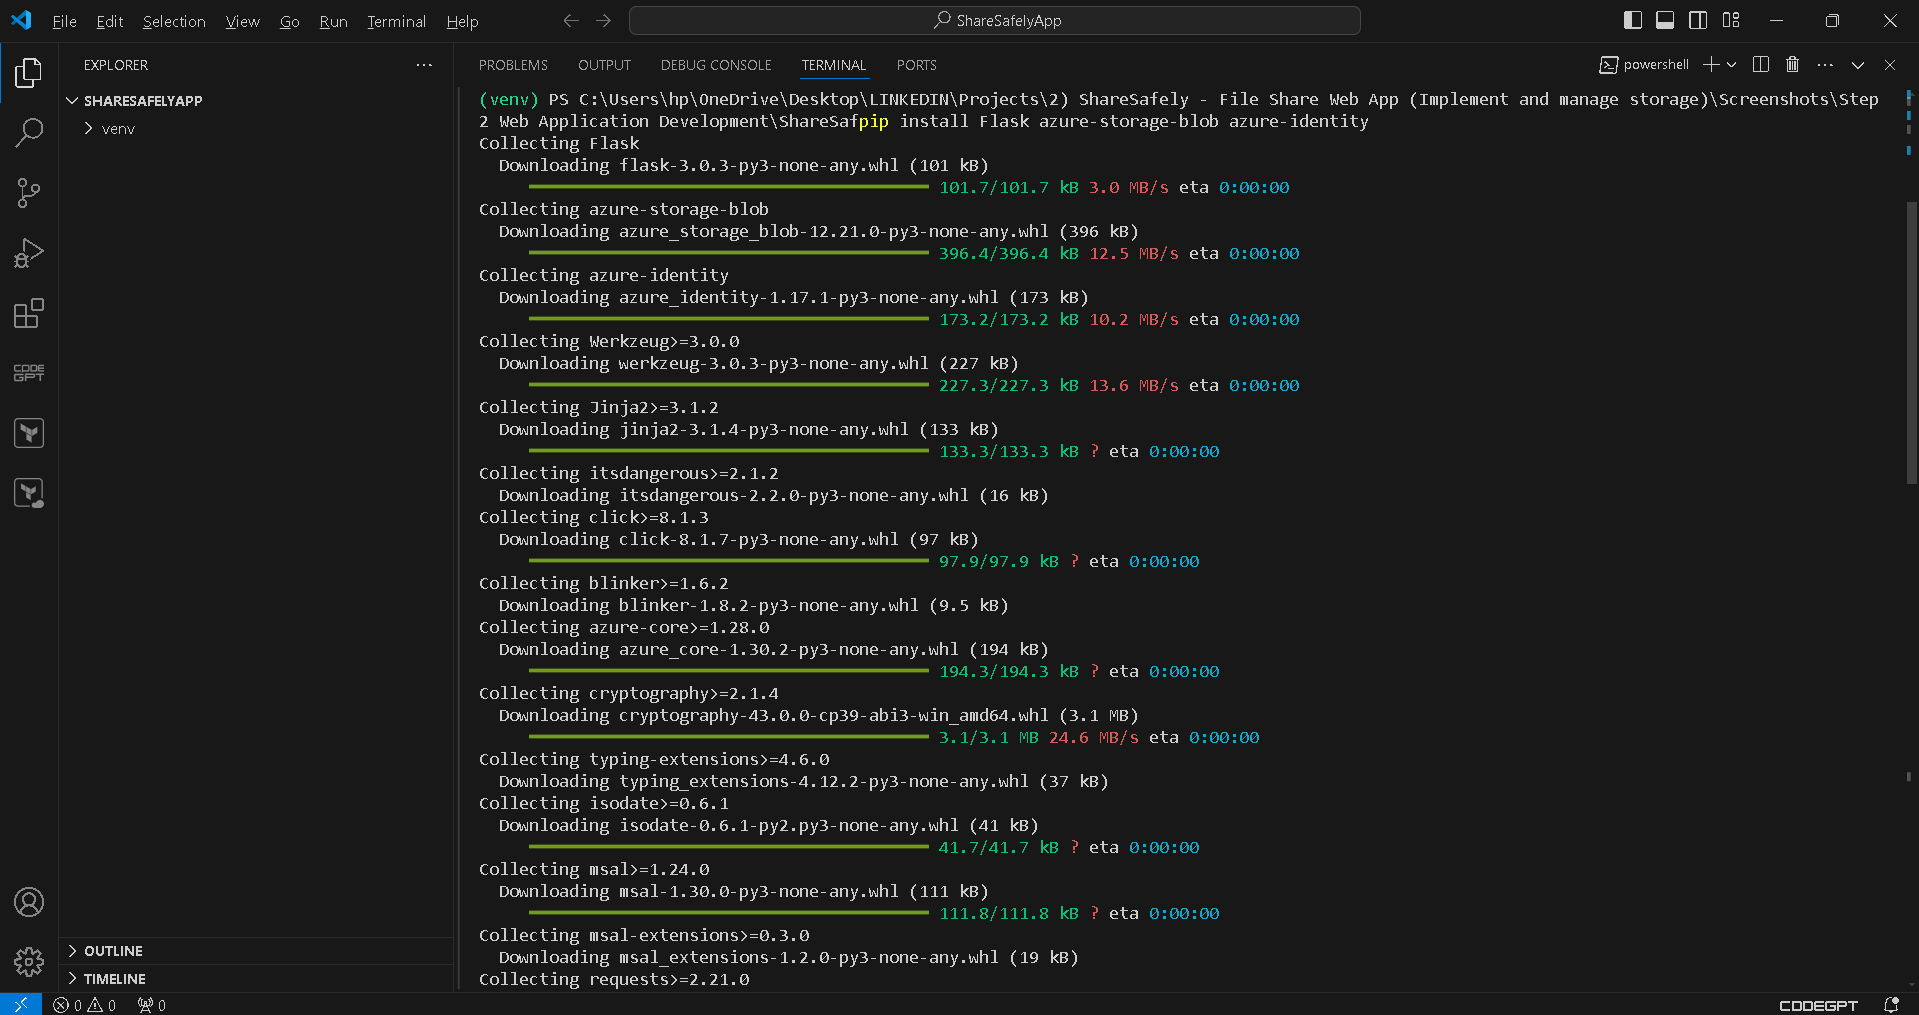 File Edit Selection View Go Run Terminal Help
ShareSafelyApp
EXPLORER
SHARESAFELYAPP
venv
CODE
GPT
OUTLINE
TIMELINE
PROBLEMS OUTPUT DEBUG CONSOLE TERMINAL PORTS
powershell
(venv) PS C:\Users\hp\OneDrive\Desktop\LINKEDIN\Projects\2) ShareSafely - File Share Web App (Implement and manage storage)\Screenshots\Step
2 Web Application Development\ShareSafpip install Flask azure-storage-blob azure-identity
Collecting Flask
Downloading flask-3.0.3-py3-none-any.whl (101 kB)
101.7/101.7 kB 3.0 MB/s eta 0:00:00
Collecting azure-storage-blob
Downloading azure_storage_blob-12.21.0-py3-none-any.whl (396 kB)
396.4/396.4 kB 12.5 MB/s eta 0:00:00
Collecting azure-identity
Downloading azure_identity-1.17.1-py3-none-any.whl (173 kB)
173.2/173.2 kB 10.2 MB/s eta 0:00:00
Collecting Werkzeug>=3.0.0
Downloading werkzeug-3.0.3-py3-none-any.whl (227 kB)
227.3/227.3 kB 13.6 MB/s eta 0:00:00
Collecting Jinja2>=3.1.2
Downloading jinja2-3.1.4-py3-none-any.whl (133 kB)
133.3/133.3 kB ? eta 0:00:00
Collecting itsdangerous>=2.1.2
Downloading itsdangerous-2.2.0-py3-none-any.whl (16 kB)
Collecting click>=8.1.3
Downloading click-8.1.7-py3-none-any.whl (97 kB)
97.9/97.9 kB ? eta 0:00:00
Collecting blinker>=1.6.2
Downloading blinker-1.8.2-py3-none-any.whl (9.5 kB)
Collecting azure-core>=1.28.0
Downloading azure_core-1.30.2-py3-none-any.whl (194 kB)
194.3/194.3 kB ? eta 0:00:00
Collecting cryptography>=2.1.4
Downloading cryptography-43.0.0-cp39-abi3-win_amd64.whl (3.1 MB)
3.1/3.1 MB 24.6 MB/s eta 0:00:00
Collecting typing-extensions>=4.6.0
Downloading typing_extensions-4.12.2-py3-none-any.whl (37 kB)
Collecting isodate>=0.6.1
Downloading isodate-0.6.1-py2.py3-none-any.whl (41 kB)
41.7/41.7 kB ? eta 0:00:00
Collecting msal>=1.24.0
Downloading msal-1.30.0-py3-none-any.whl (111 kB)
111.8/111.8 kB ? eta 0:00:00
Collecting msal-extensions>=0.3.0
Downloading msal_extensions-1.2.0-py3-none-any.whl (19 kB)
Collecting requests>=2.21.0
0 0 0
CODEGPT